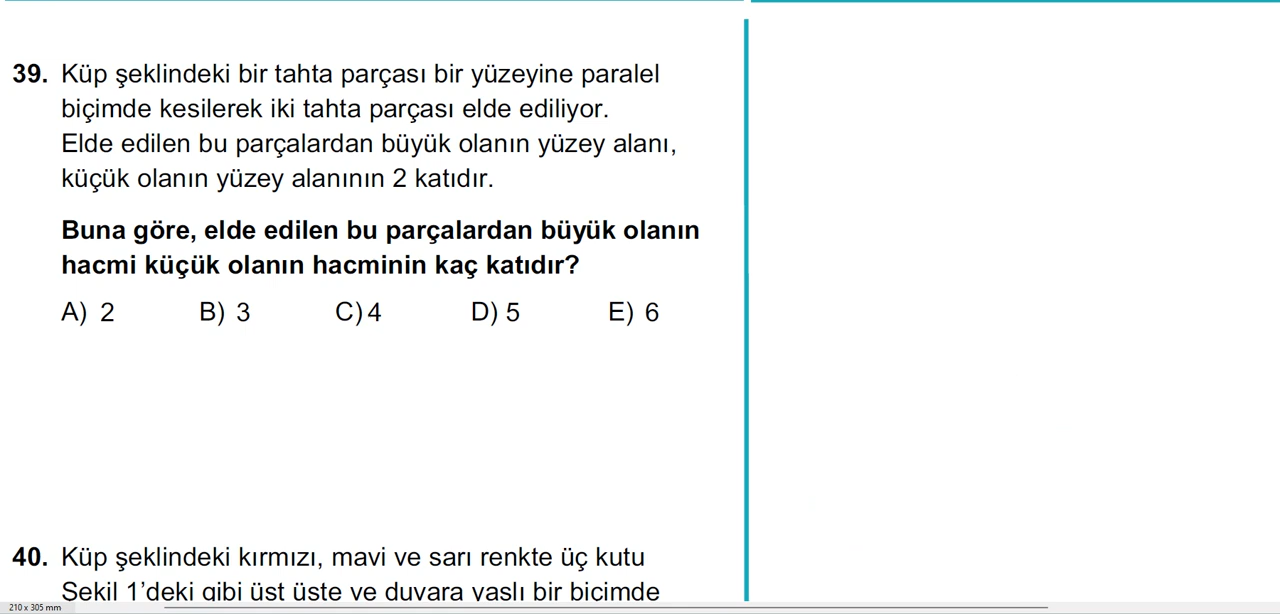 39. Küp şeklindeki bir tahta parçası bir yüzeyine paralel
biçimde kesilerek iki tahta parçası elde ediliyor.
Elde edilen bu parçalardan büyük olanın yüzey alanı,
küçük olanın yüzey alanının 2 katıdır.
Buna göre, elde edilen bu parçalardan büyük olanın
hacmi küçük olanın hacminin kaç katıdır?
A) 2 B) 3 C) 4 D) 5 E) 6
40. Küp şeklindeki kırmızı, mavi ve sarı renkte üç kutu
Şekil 1’deki gibi üst üste ve duvara yaslı bir biçimde
210 x 305 mm